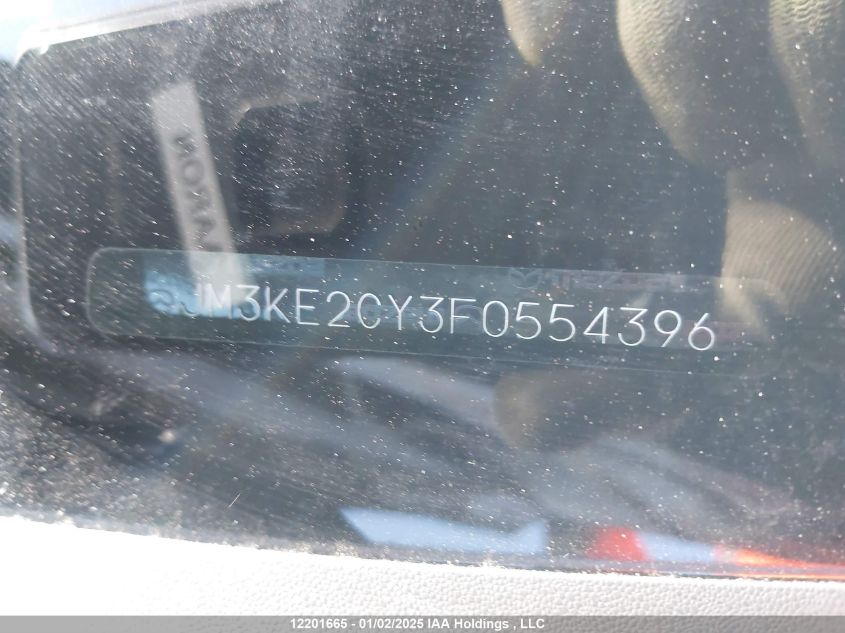 JM3KE2CY3F0554396
12201665 - 01/02/2025 IAA Holdings , LLC